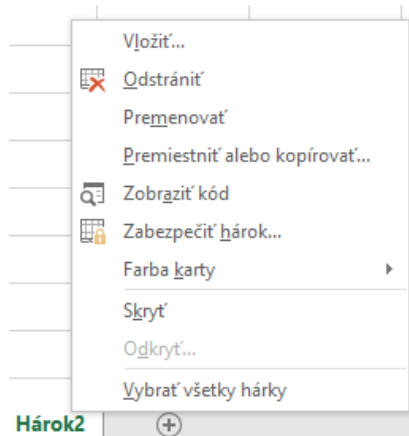 Vložiť...
Odstrániť
Premenovať
Premiestniť alebo kopírovať...
Zobraziť kód
Zabezpečiť hárok...
Farba karty
Skryť
Odkryť...
Vybrať všetky hárky
Hárok2